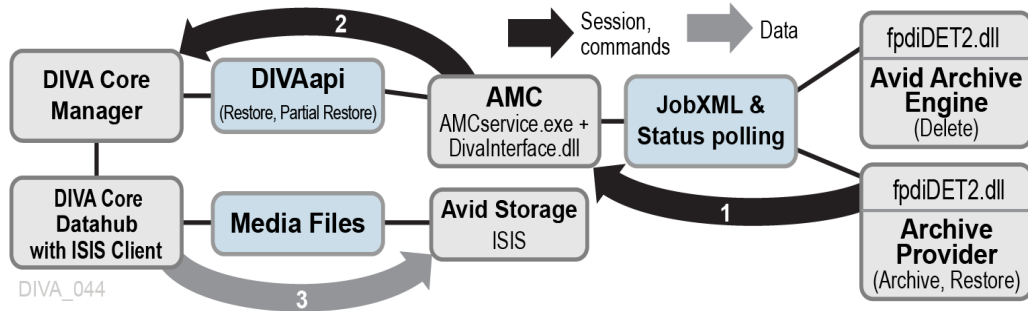 2
Session,
commands
Data
DIVA Core
Manager
DIVAapi
(Restore, Partial Restore)
AMC
AMCservice.exe +
DivaInterface.dll
JobXML &
Status polling
fpdiDET2.dll
Avid Archive
Engine
(Delete)
DIVA Core
Datahub
with ISIS Client
Media Files
Avid Storage
ISIS
1
fpdiDET2.dll
Archive
Provider
(Archive, Restore)
3
DIVA_044